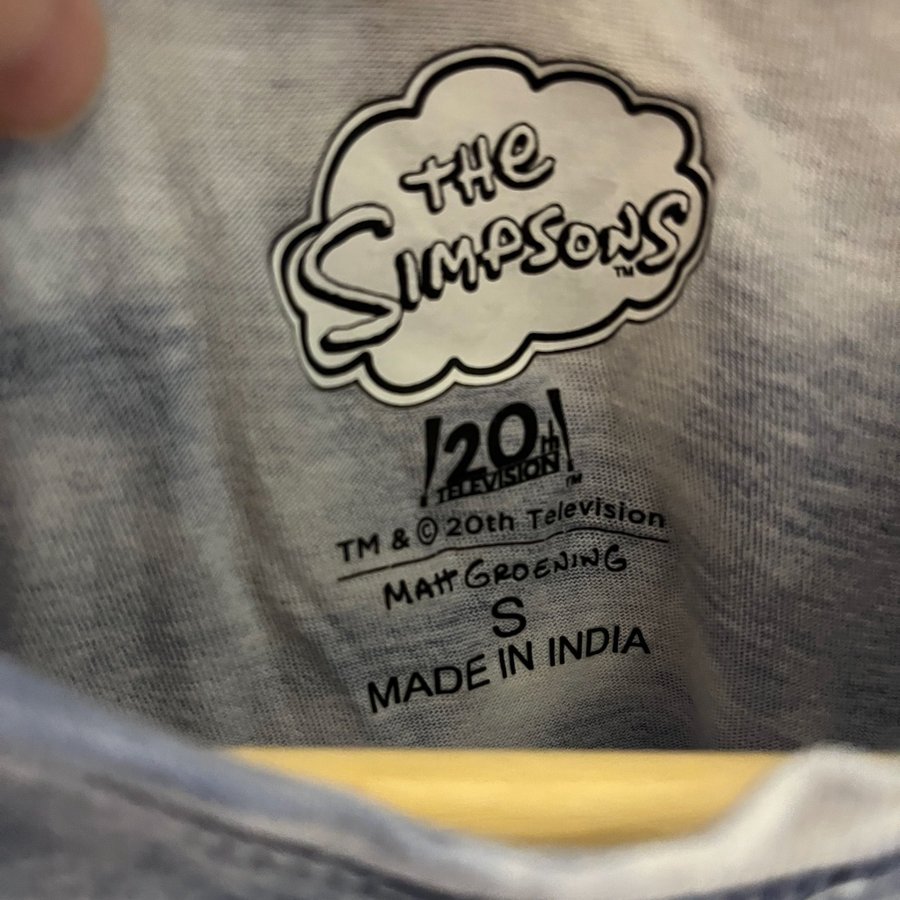 THe
SIMPSONS
TM
20th
TELEVISION
TM
TM & © 20th Television
MATT GROENING
S
MADE IN INDIA